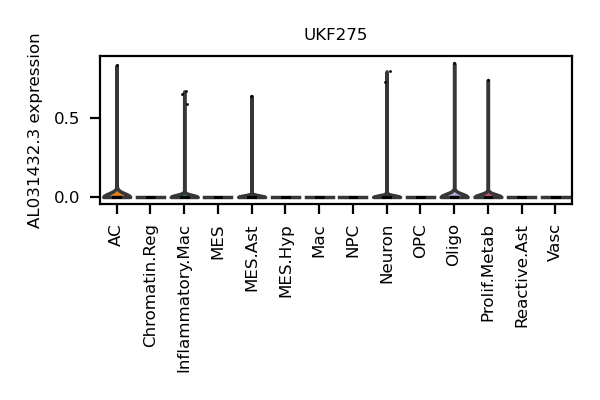 UKF275
AL031432.3 expression
0.5
0.0
AC
Chromatin.Reg
Inflammatory.Mac
MES
MES.Ast
MES.Hyp
Mac
NPC
Neuron
OPC
Oligo
Prolif.Metab
Reactive.Ast
Vasc